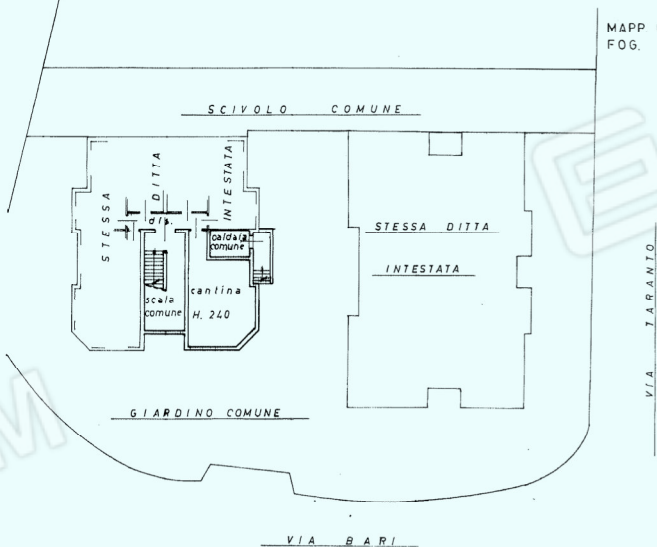 MAPP
FOG.
SCIVOLO COMUNE
STESSA DITTA INTESTATA
dis.
caldaia
comune
scala
comune
cantina
H. 240
STESSA DITTA
INTESTATA
GIARDINO COMUNE
VIA TARANTO
VIA BARI